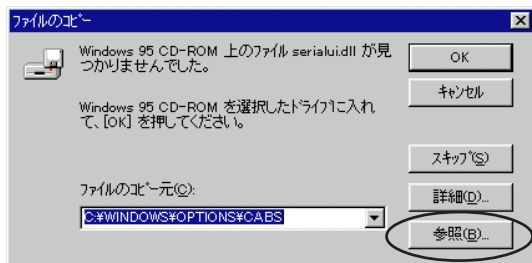 ファイルのコピー
Windows 95 CD-ROM 上のファイル serialui.dll が見
つかりませんでした。
Windows 95 CD-ROM を選択したドライブに入れ
て、[OK] を押してください。
ファイルのコピー元(C):
C:¥WINDOWS¥OPTIONS¥CABS
OK
キャンセル
スキップ(S)
詳細(D)...
参照(B)...